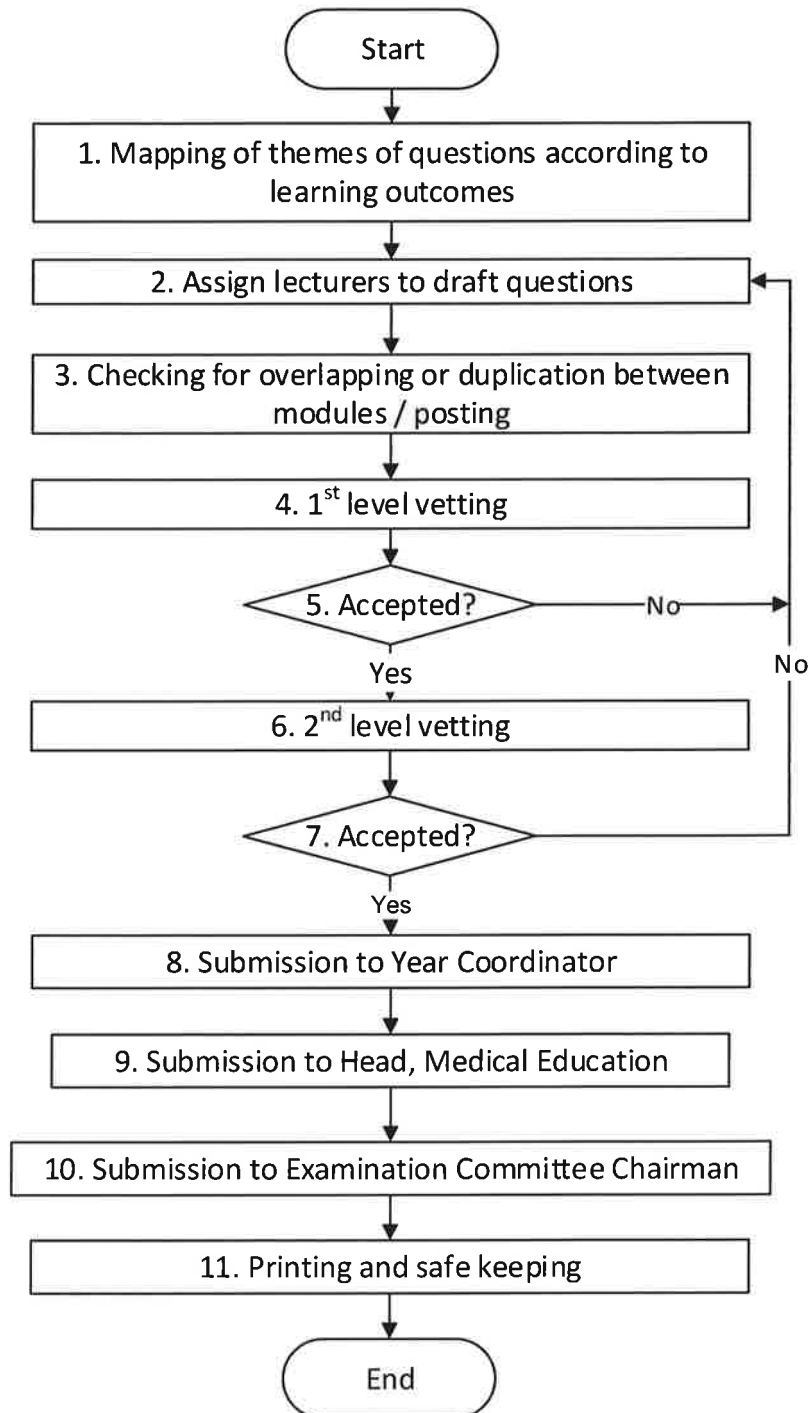 Start
1. Mapping of themes of questions according to
learning outcomes
2. Assign lecturers to draft questions
3. Checking for overlapping or duplication between
modules / posting
4. 1st level vetting
5. Accepted?
No
Yes
No
6. 2nd level vetting
7. Accepted?
Yes
8. Submission to Year Coordinator
9. Submission to Head, Medical Education
10. Submission to Examination Committee Chairman
11. Printing and safe keeping
End